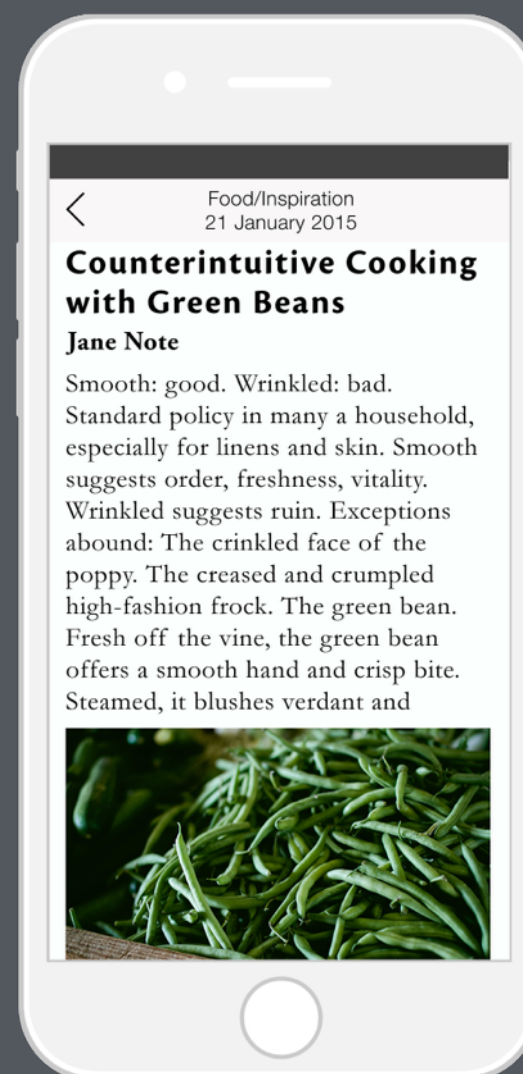 Food/Inspiration
21 January 2015
Counterintuitive Cooking
with Green Beans
Jane Note
Smooth: good. Wrinkled: bad.
Standard policy in many a household,
especially for linens and skin. Smooth
suggests order, freshness, vitality.
Wrinkled suggests ruin. Exceptions
abound: The crinkled face of the
poppy. The creased and crumpled
high-fashion frock. The green bean.
Fresh off the vine, the green bean
offers a smooth hand and crisp bite.
Steamed, it blushes verdant and